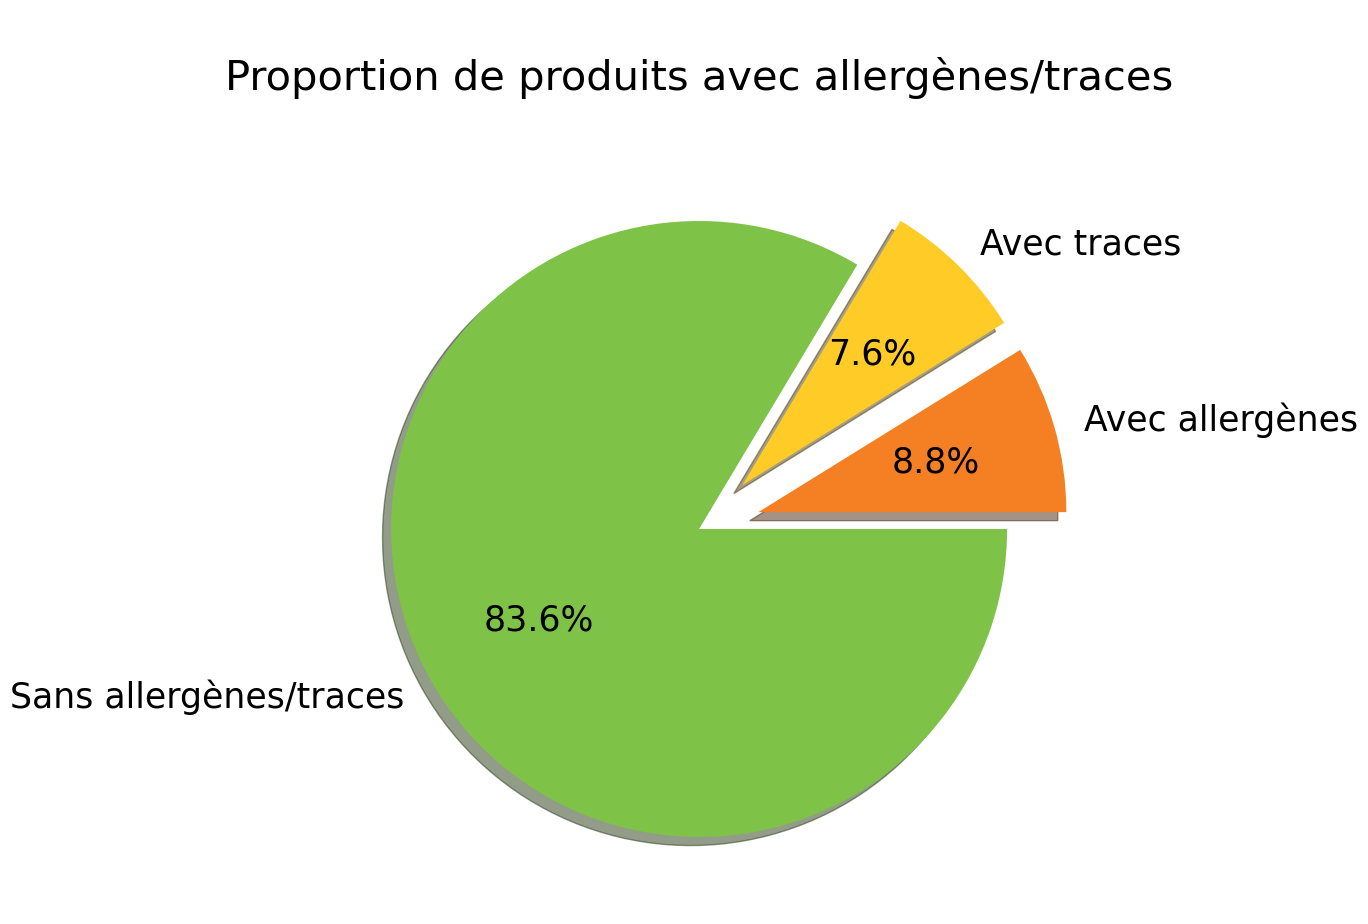 Proportion de produits avec allergènes/traces
Avec traces
7.6%
Avec allergènes
8.8%
83.6%
Sans allergènes/traces